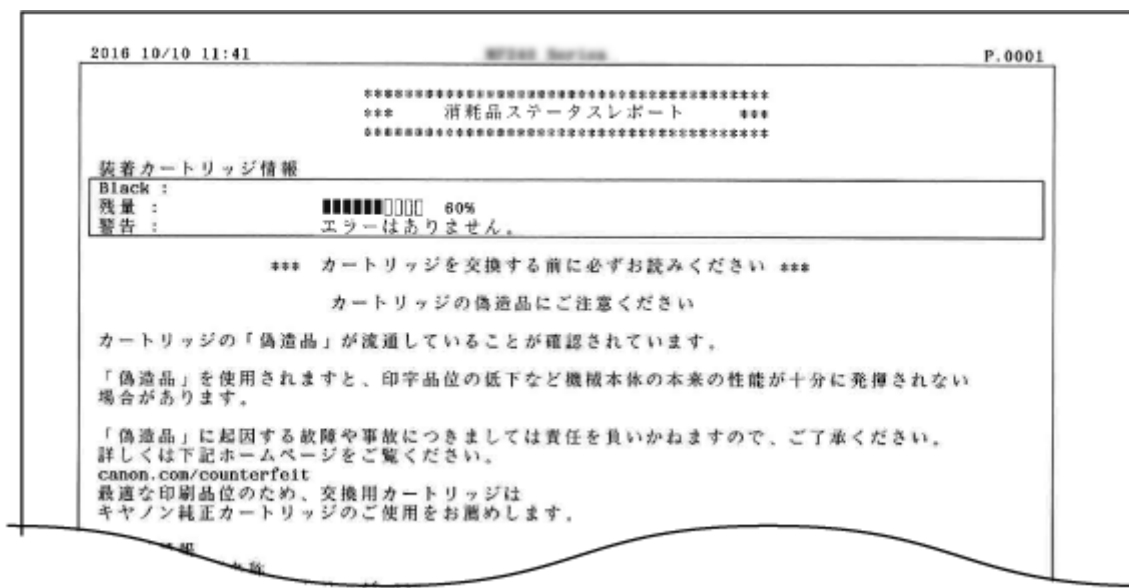 2016 10/10 11:41 P.0001
*****************************************
*** 消耗品ステータスレポート ***
*****************************************
装着カートリッジ情報
Black :
残量 : 60%
警告 : エラーはありません.
*** カートリッジを交換する前に必ずお読みください ***
カートリッジの偽造品にご注意ください
カートリッジの「偽造品」が流通していることが確認されています.
「偽造品」を使用されますと、印字品位の低下など機械本体の本来の性能が十分に発揮されない
場合があります.
「偽造品」に起因する故障や事故につきましては責任を負いかねますので、ご了承ください.
詳しくは下記ホームページをご覧ください.
canon.com/counterfeit
最適な印刷品位のため、交換用カートリッジは
キヤノン純正カートリッジのご使用をお薦めします.